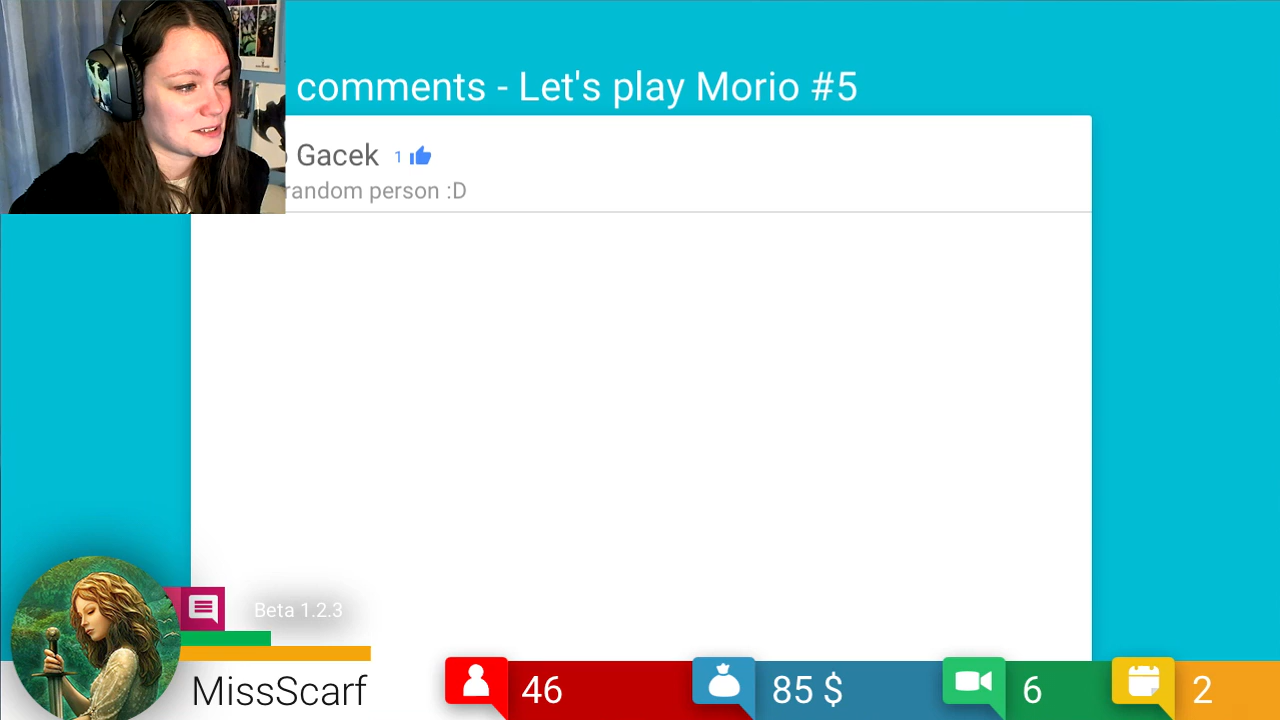 comments - Let's play Morio #5
Gacek 1
random person :D
Beta 1.2.3
MissScarf
46
85 $
6
2